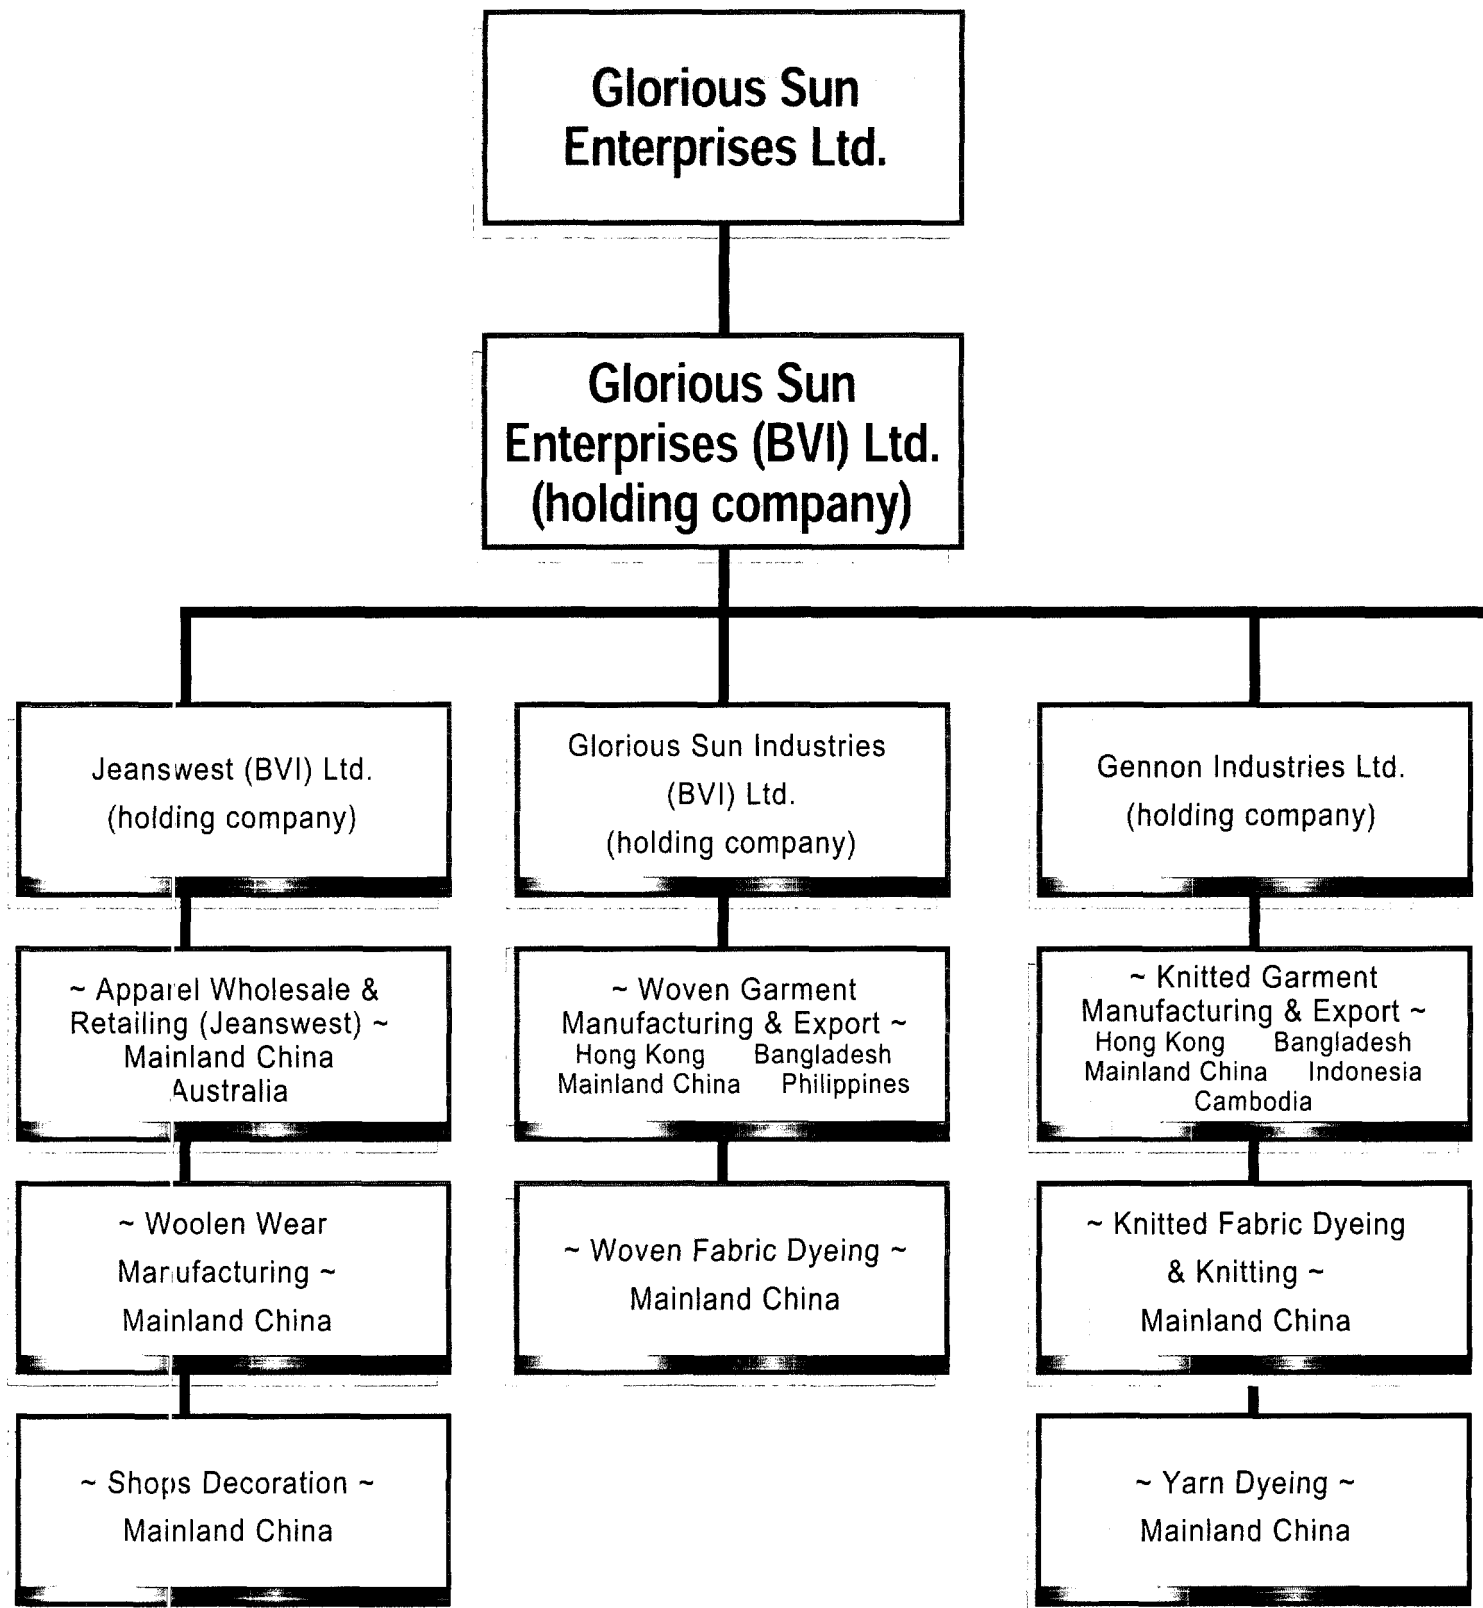 Glorious Sun
Enterprises Ltd.
Glorious Sun
Enterprises (BVI) Ltd.
(holding company)
Jeanswest (BVI) Ltd.
(holding company)
Glorious Sun Industries
(BVI) Ltd.
(holding company)
Gennon Industries Ltd.
(holding company)
~ Apparel Wholesale &
Retailing (Jeanswest) ~
Mainland China
Australia
~ Woven Garment
Manufacturing & Export ~
Hong Kong Bangladesh
Mainland China Philippines
~ Knitted Garment
Manufacturing & Export ~
Hong Kong Bangladesh
Mainland China Indonesia
Cambodia
~ Woolen Wear
Manufacturing ~
Mainland China
~ Woven Fabric Dyeing ~
Mainland China
~ Knitted Fabric Dyeing
& Knitting ~
Mainland China
~ Shops Decoration ~
Mainland China
~ Yarn Dyeing ~
Mainland China